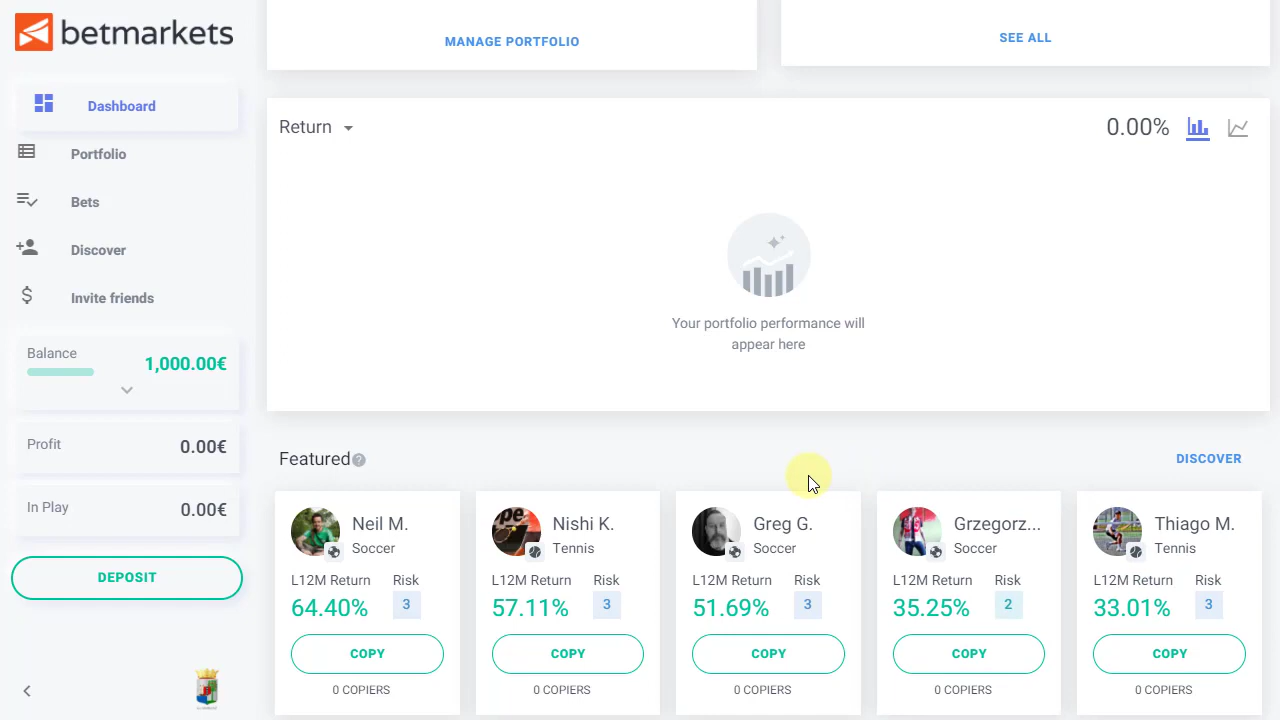 betmarkets
Dashboard
Portfolio
Bets
Discover
Invite friends
Balance
1,000.00€
Profit
0.00€
In Play
0.00€
DEPOSIT
MANAGE PORTFOLIO
SEE ALL
Return
0.00%
Your portfolio performance will
appear here
Featured ?
DISCOVER
Neil M.
Soccer
L12M Return Risk
64.40% 3
COPY
0 COPIERS
Nishi K.
Tennis
L12M Return Risk
57.11% 3
COPY
0 COPIERS
Greg G.
Soccer
L12M Return Risk
51.69% 3
COPY
0 COPIERS
Grzegorz...
Soccer
L12M Return Risk
35.25% 2
COPY
0 COPIERS
Thiago M.
Tennis
L12M Return Risk
33.01% 3
COPY
0 COPIERS